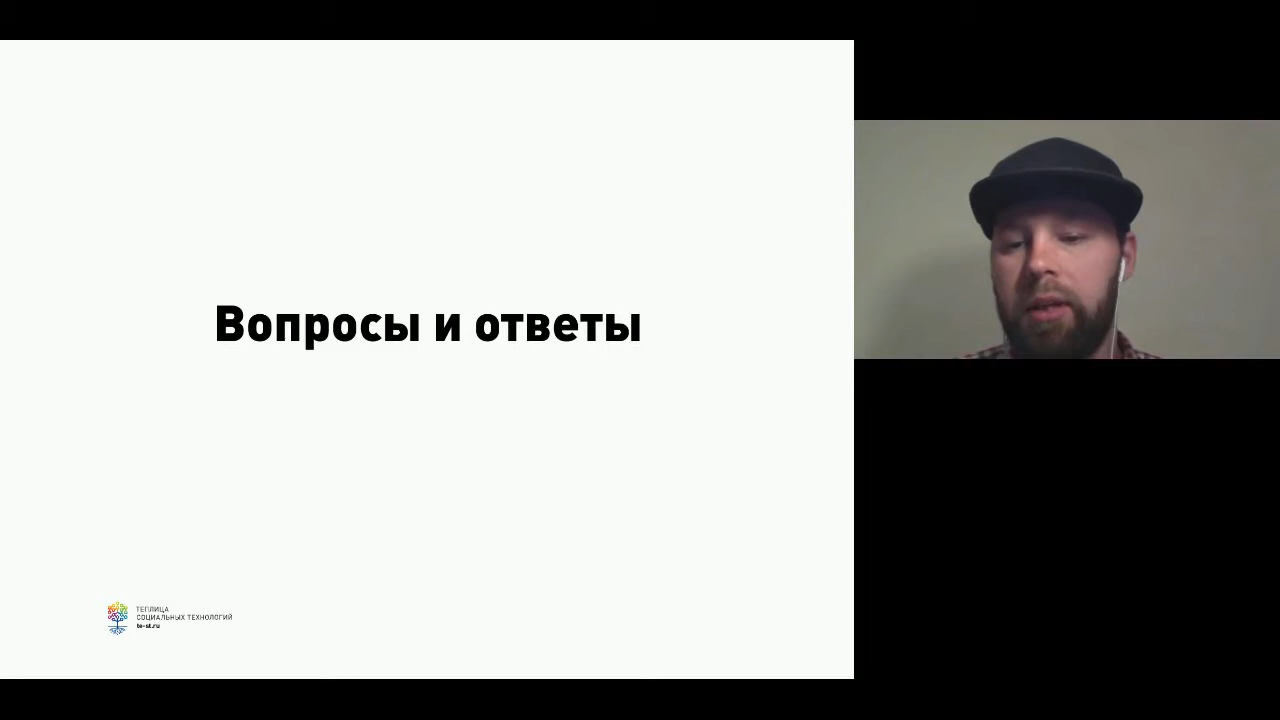 Вопросы и ответы
ТЕПЛИЦА
СОЦИАЛЬНЫХ ТЕХНОЛОГИЙ
te-st.ru